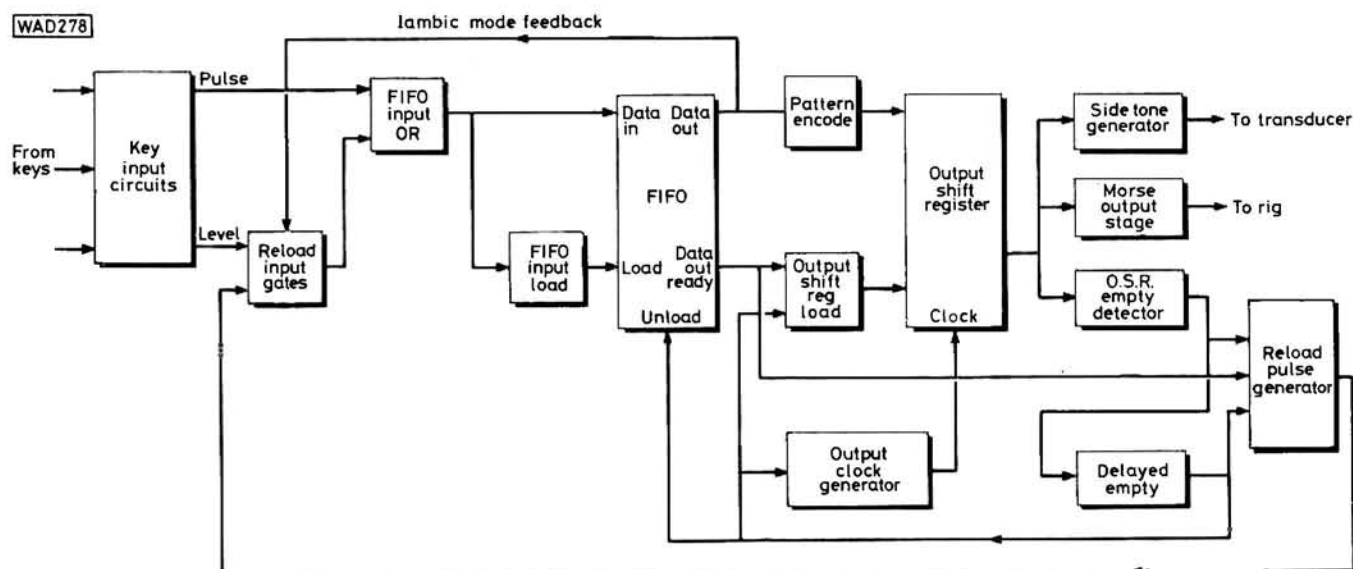 WAD278
Iambic mode feedback
From
keys
Key
input
circuits
Pulse
Level
Reload
input
gates
FIFO
input
OR
FIFO
input
load
Data
in
Data
out
FIFO
Load
Data
out
ready
Unload
Pattern
encode
Output
shift
reg
load
Output
shift
register
Clock
Output
clock
generator
Side tone
generator
To transducer
Morse
output
stage
To rig
O.S.R.
empty
detector
Delayed
empty
Reload
pulse
generator